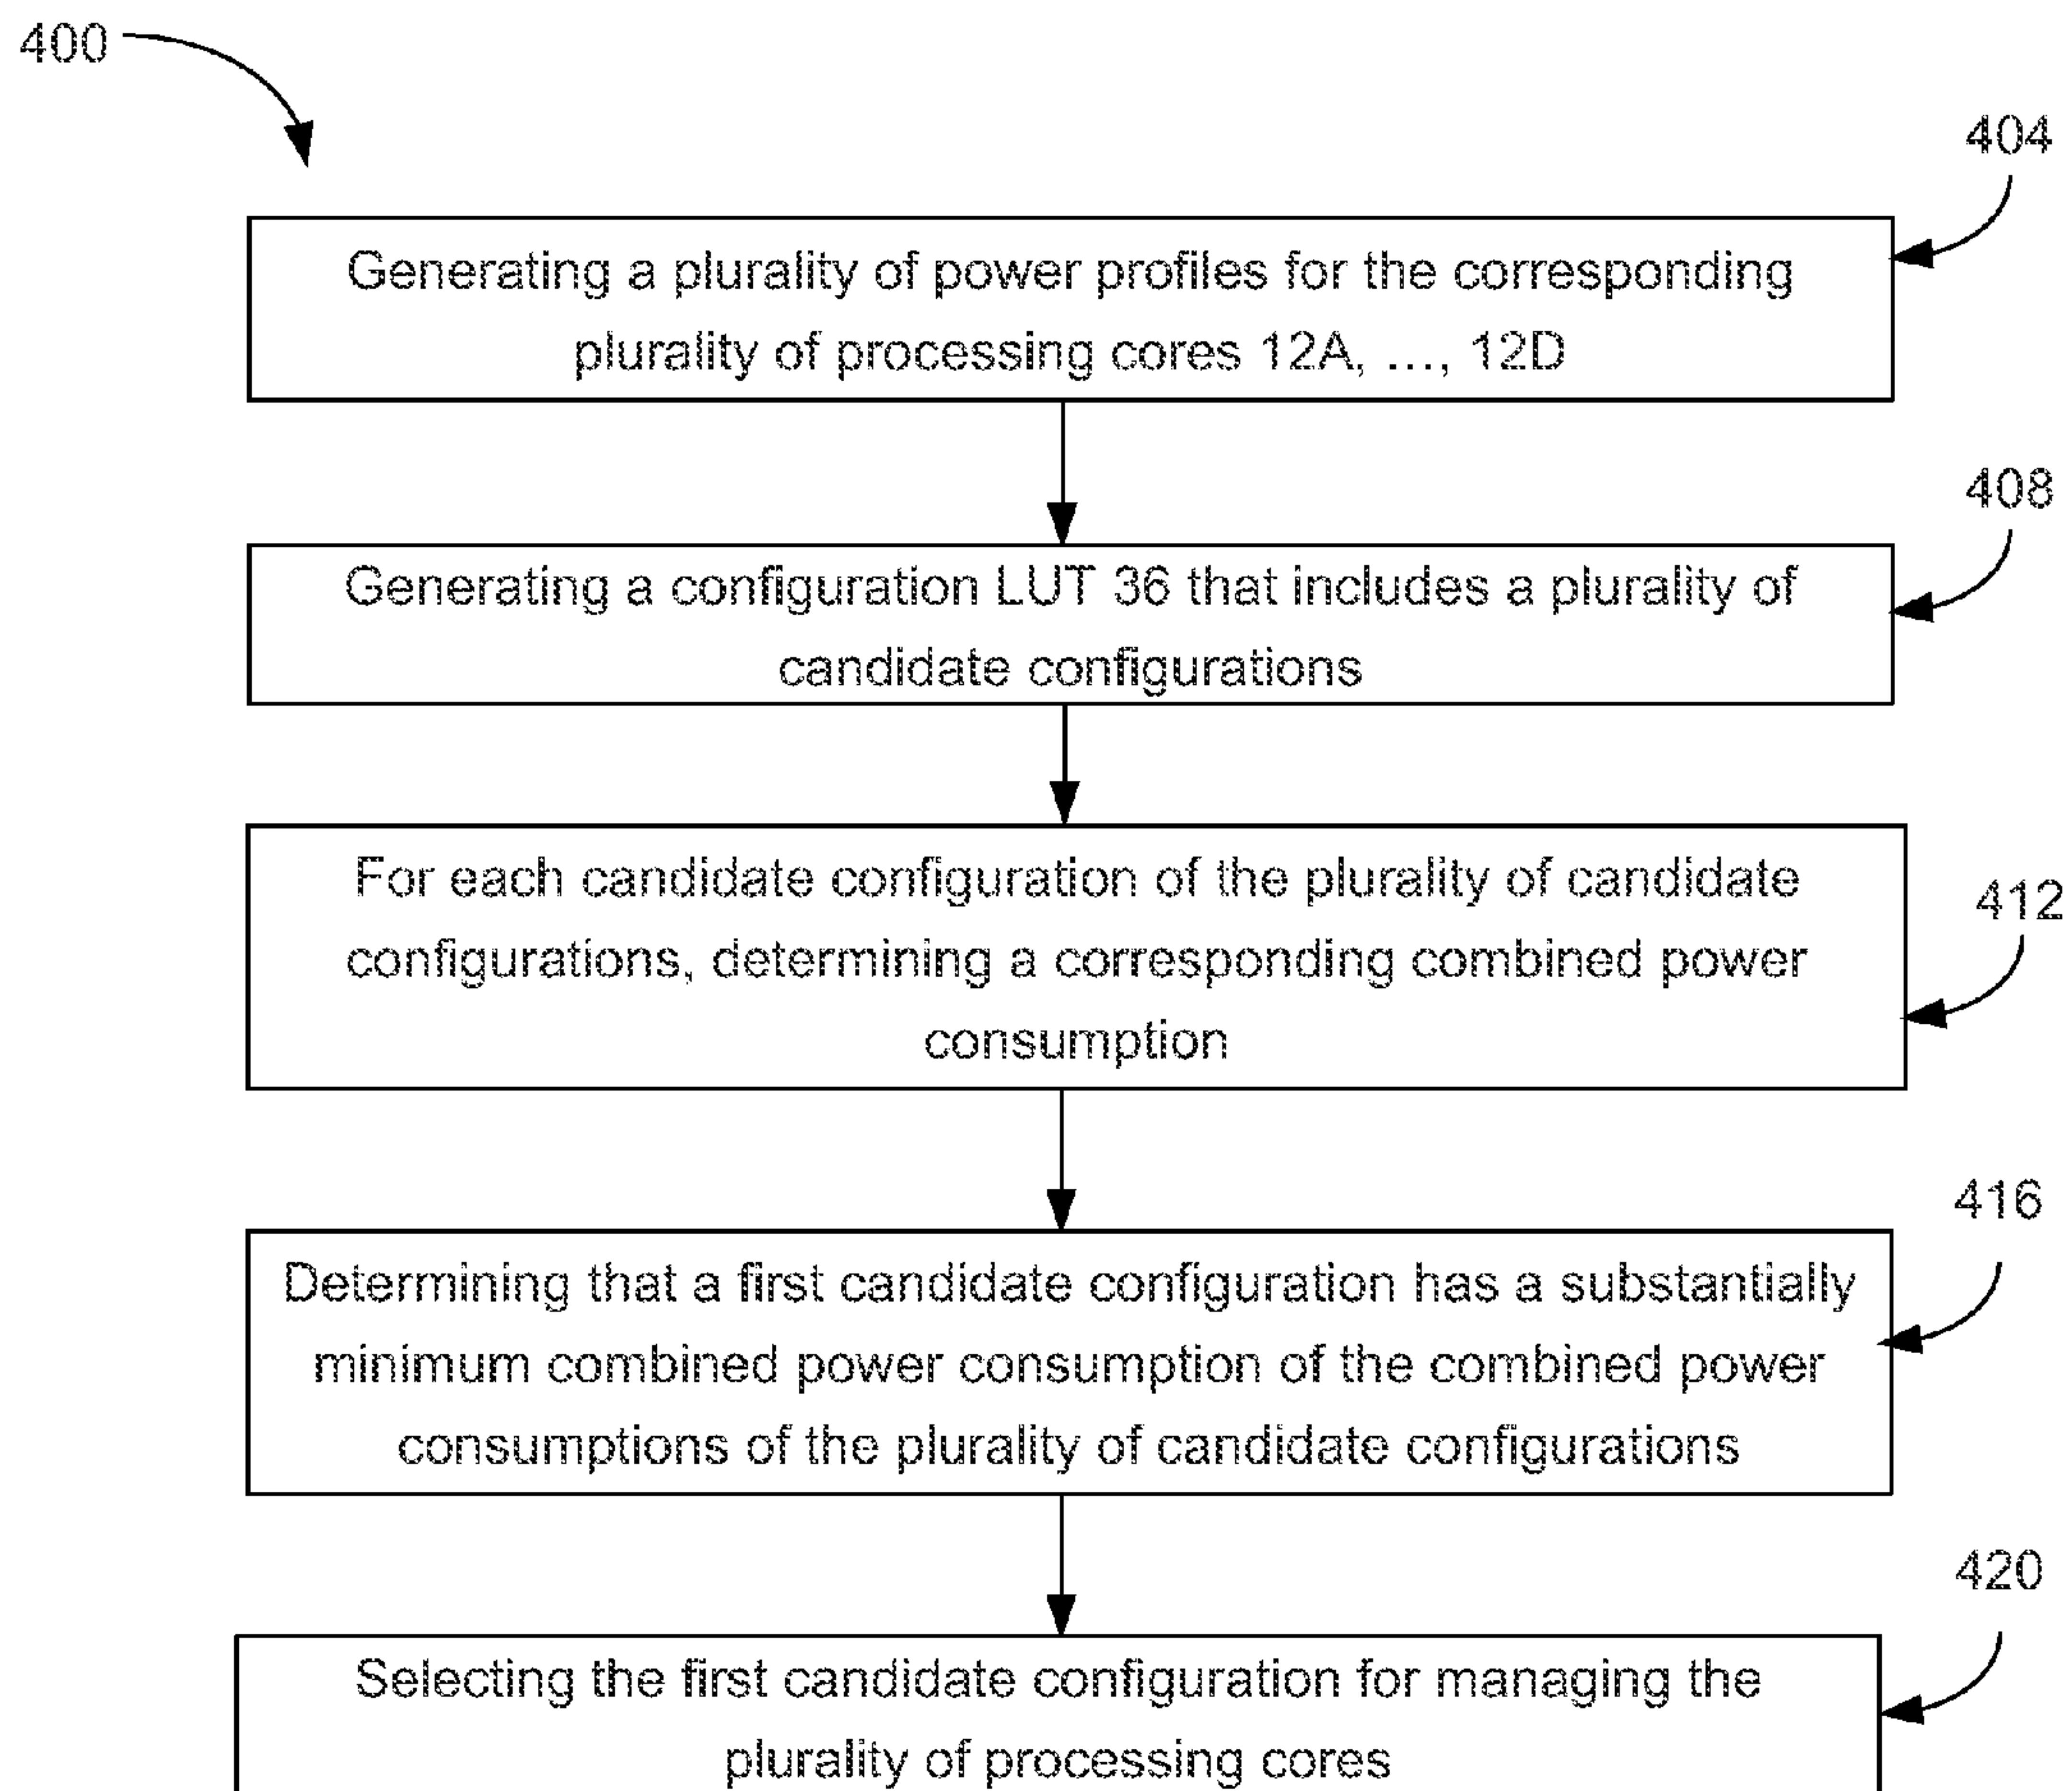 400
404
Generating a plurality of power profiles for the corresponding
plurality of processing cores 12A, ..., 12D
408
Generating a configuration LUT 36 that includes a plurality of
candidate configurations
412
For each candidate configuration of the plurality of candidate
configurations, determining a corresponding combined power
consumption
416
Determining that a first candidate configuration has a substantially
minimum combined power consumption of the combined power
consumptions of the plurality of candidate configurations
420
Selecting the first candidate configuration for managing the
plurality of processing cores